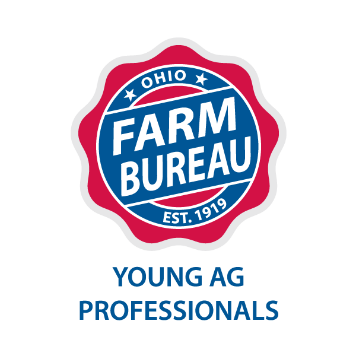 OHIO
FARM
BUREAU
EST. 1919
YOUNG AG
PROFESSIONALS